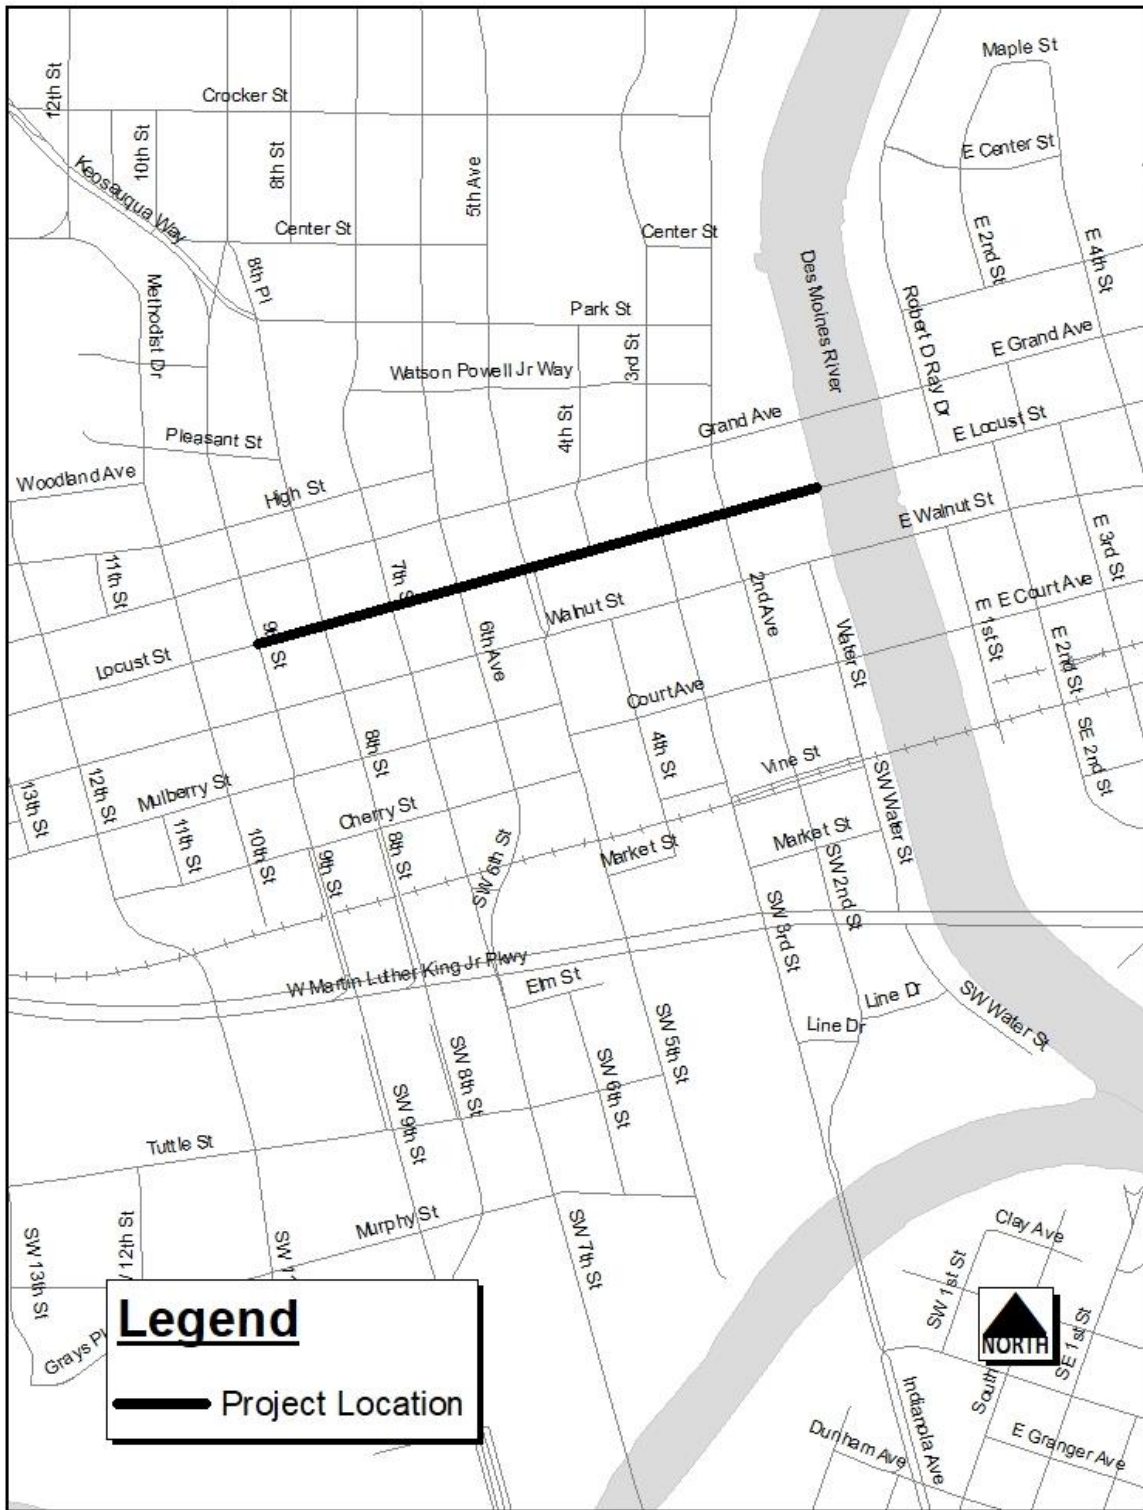 Maple St
12th St
Crocker St
10th St
8th St
5th Ave
E Center St
Keosauqua Way
Center St
Center St
E 2nd St
E 4th St
8th Pl
Methodist Dr
Des Moines River
Robert D Ray Dr
Park St
3rd St
E Grand Ave
Watson Powell Jr Way
4th St
Grand Ave
E Locust St
Pleasant St
Woodland Ave
High St
E Walnut St
11th St
7th St
E 3rd St
2nd Ave
Walnut St
E Court Ave
E 1st St
Locust St
St
6th Ave
Water St
E 2nd St
Court Ave
8th St
4th St
Vine St
SE 2nd St
13th St
12th St
Mulberry St
Cherry St
SW Water St
11th St
10th St
9th St
8th St
SW 6th St
Market St
Market St
SW 2nd St
SW 3rd St
W Martin Luther King Jr Pkwy
Elm St
Line Dr
SW Water St
Line Dr
SW 5th St
SW 8th St
SW 6th St
SW 9th St
Tuttle St
Murphy St
SW 7th St
SW 13th St
12th St
Clay Ave
SW 1st St
SE 1st St
Grays
South
Indianola Ave
Dunham Ave
E Granger Ave
NORTH
Legend
Project Location